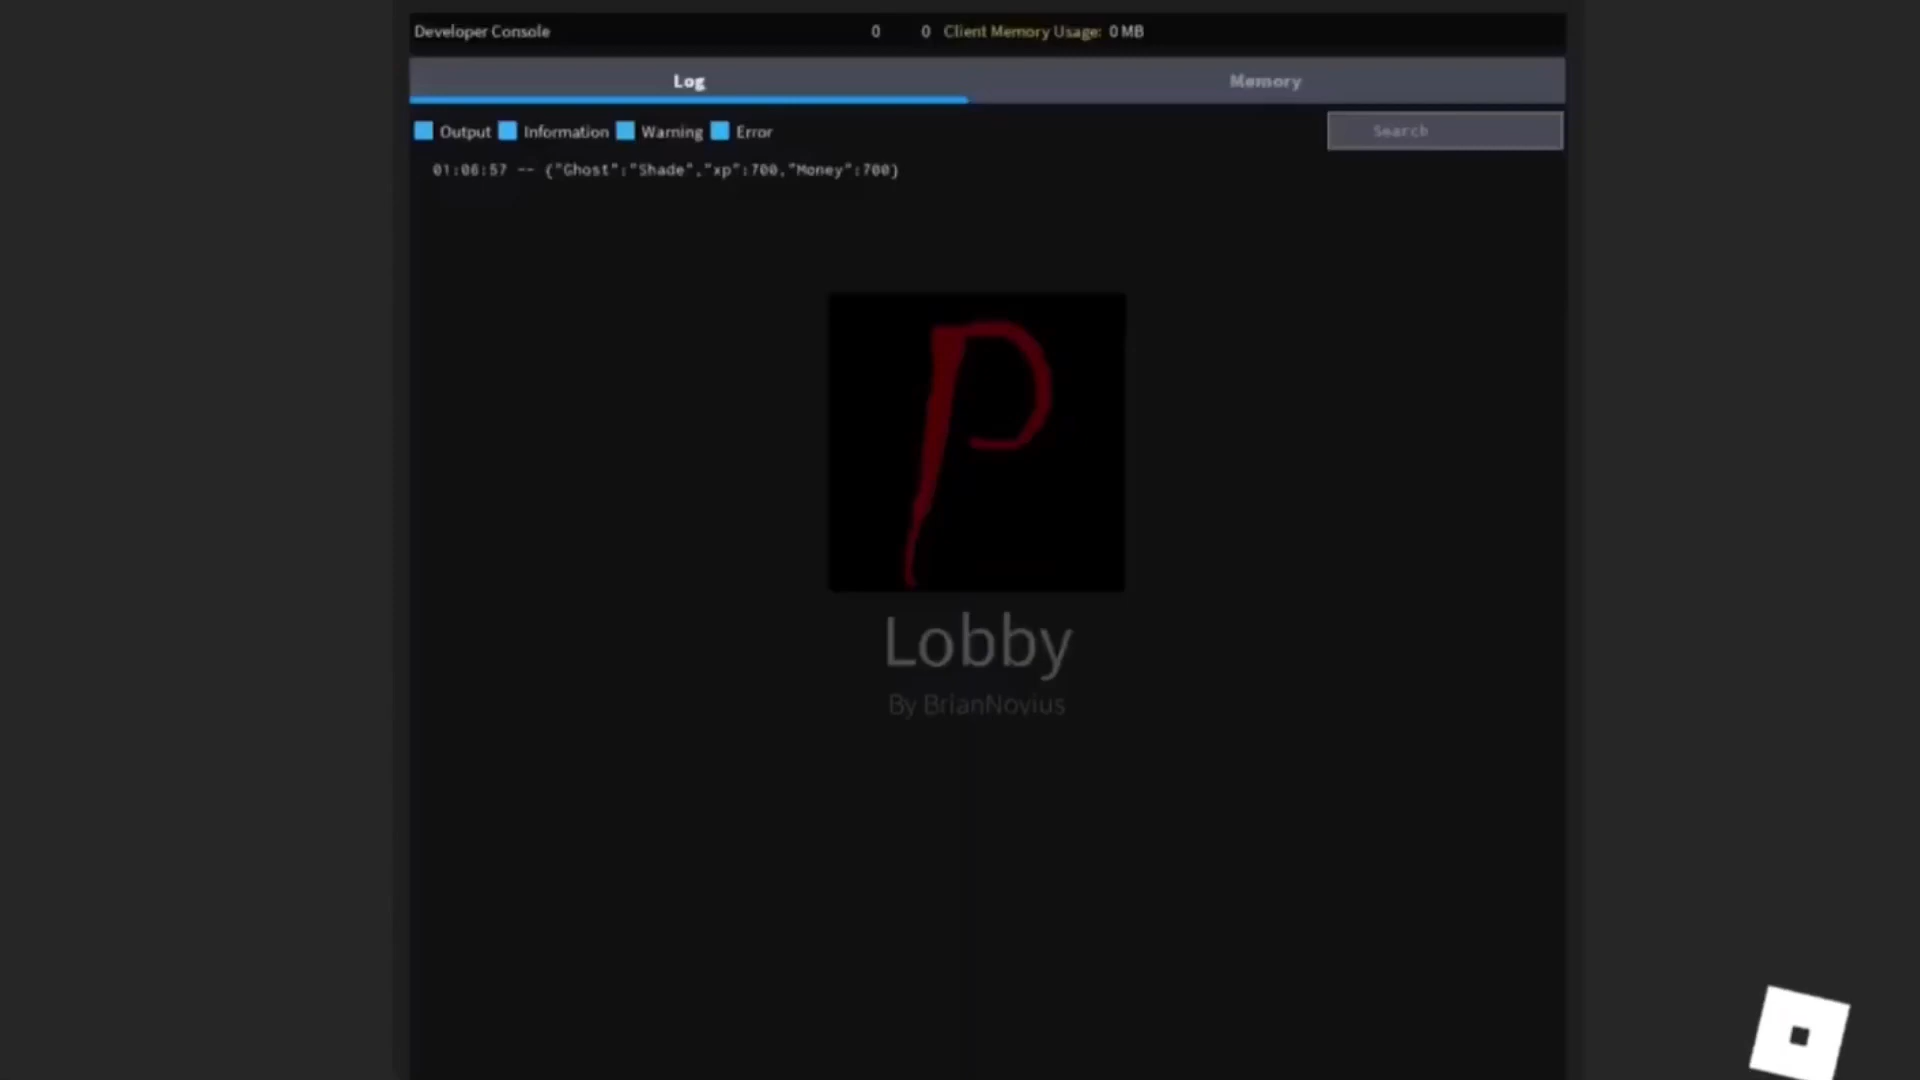 Developer Console 0 0 Client Memory Usage: 0 MB
Log Memory
Output Information Warning Error Search
01:06:57 -- {"Ghost":"Shade","xp":700,"Money":700}
P
Lobby
By BrianNovius